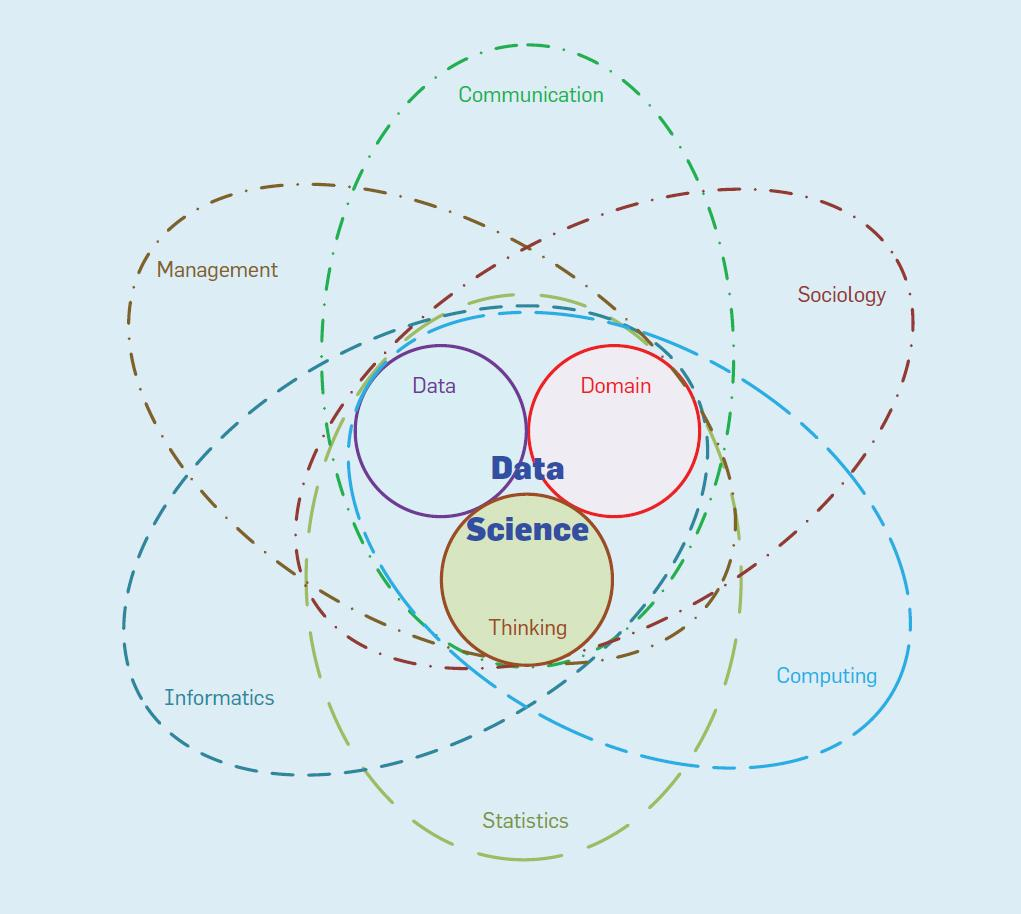 Communication
Management
Sociology
Data
Domain
Data
Science
Thinking
Informatics
Computing
Statistics